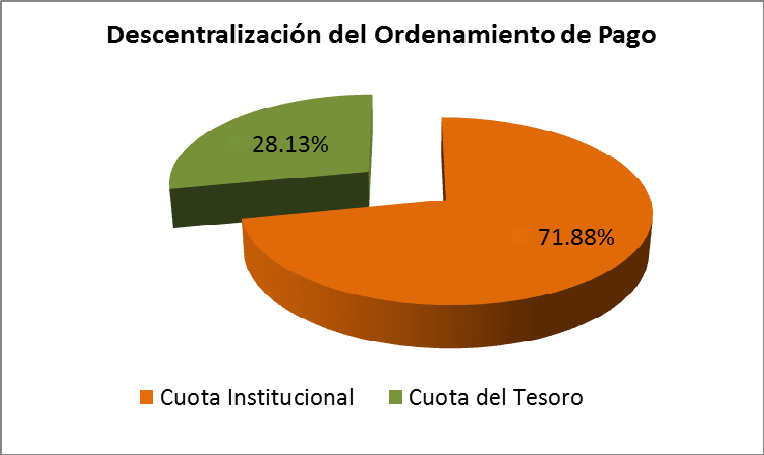 Descentralización del Ordenamiento de Pago
28.13%
71.88%
Cuota Institucional
Cuota del Tesoro